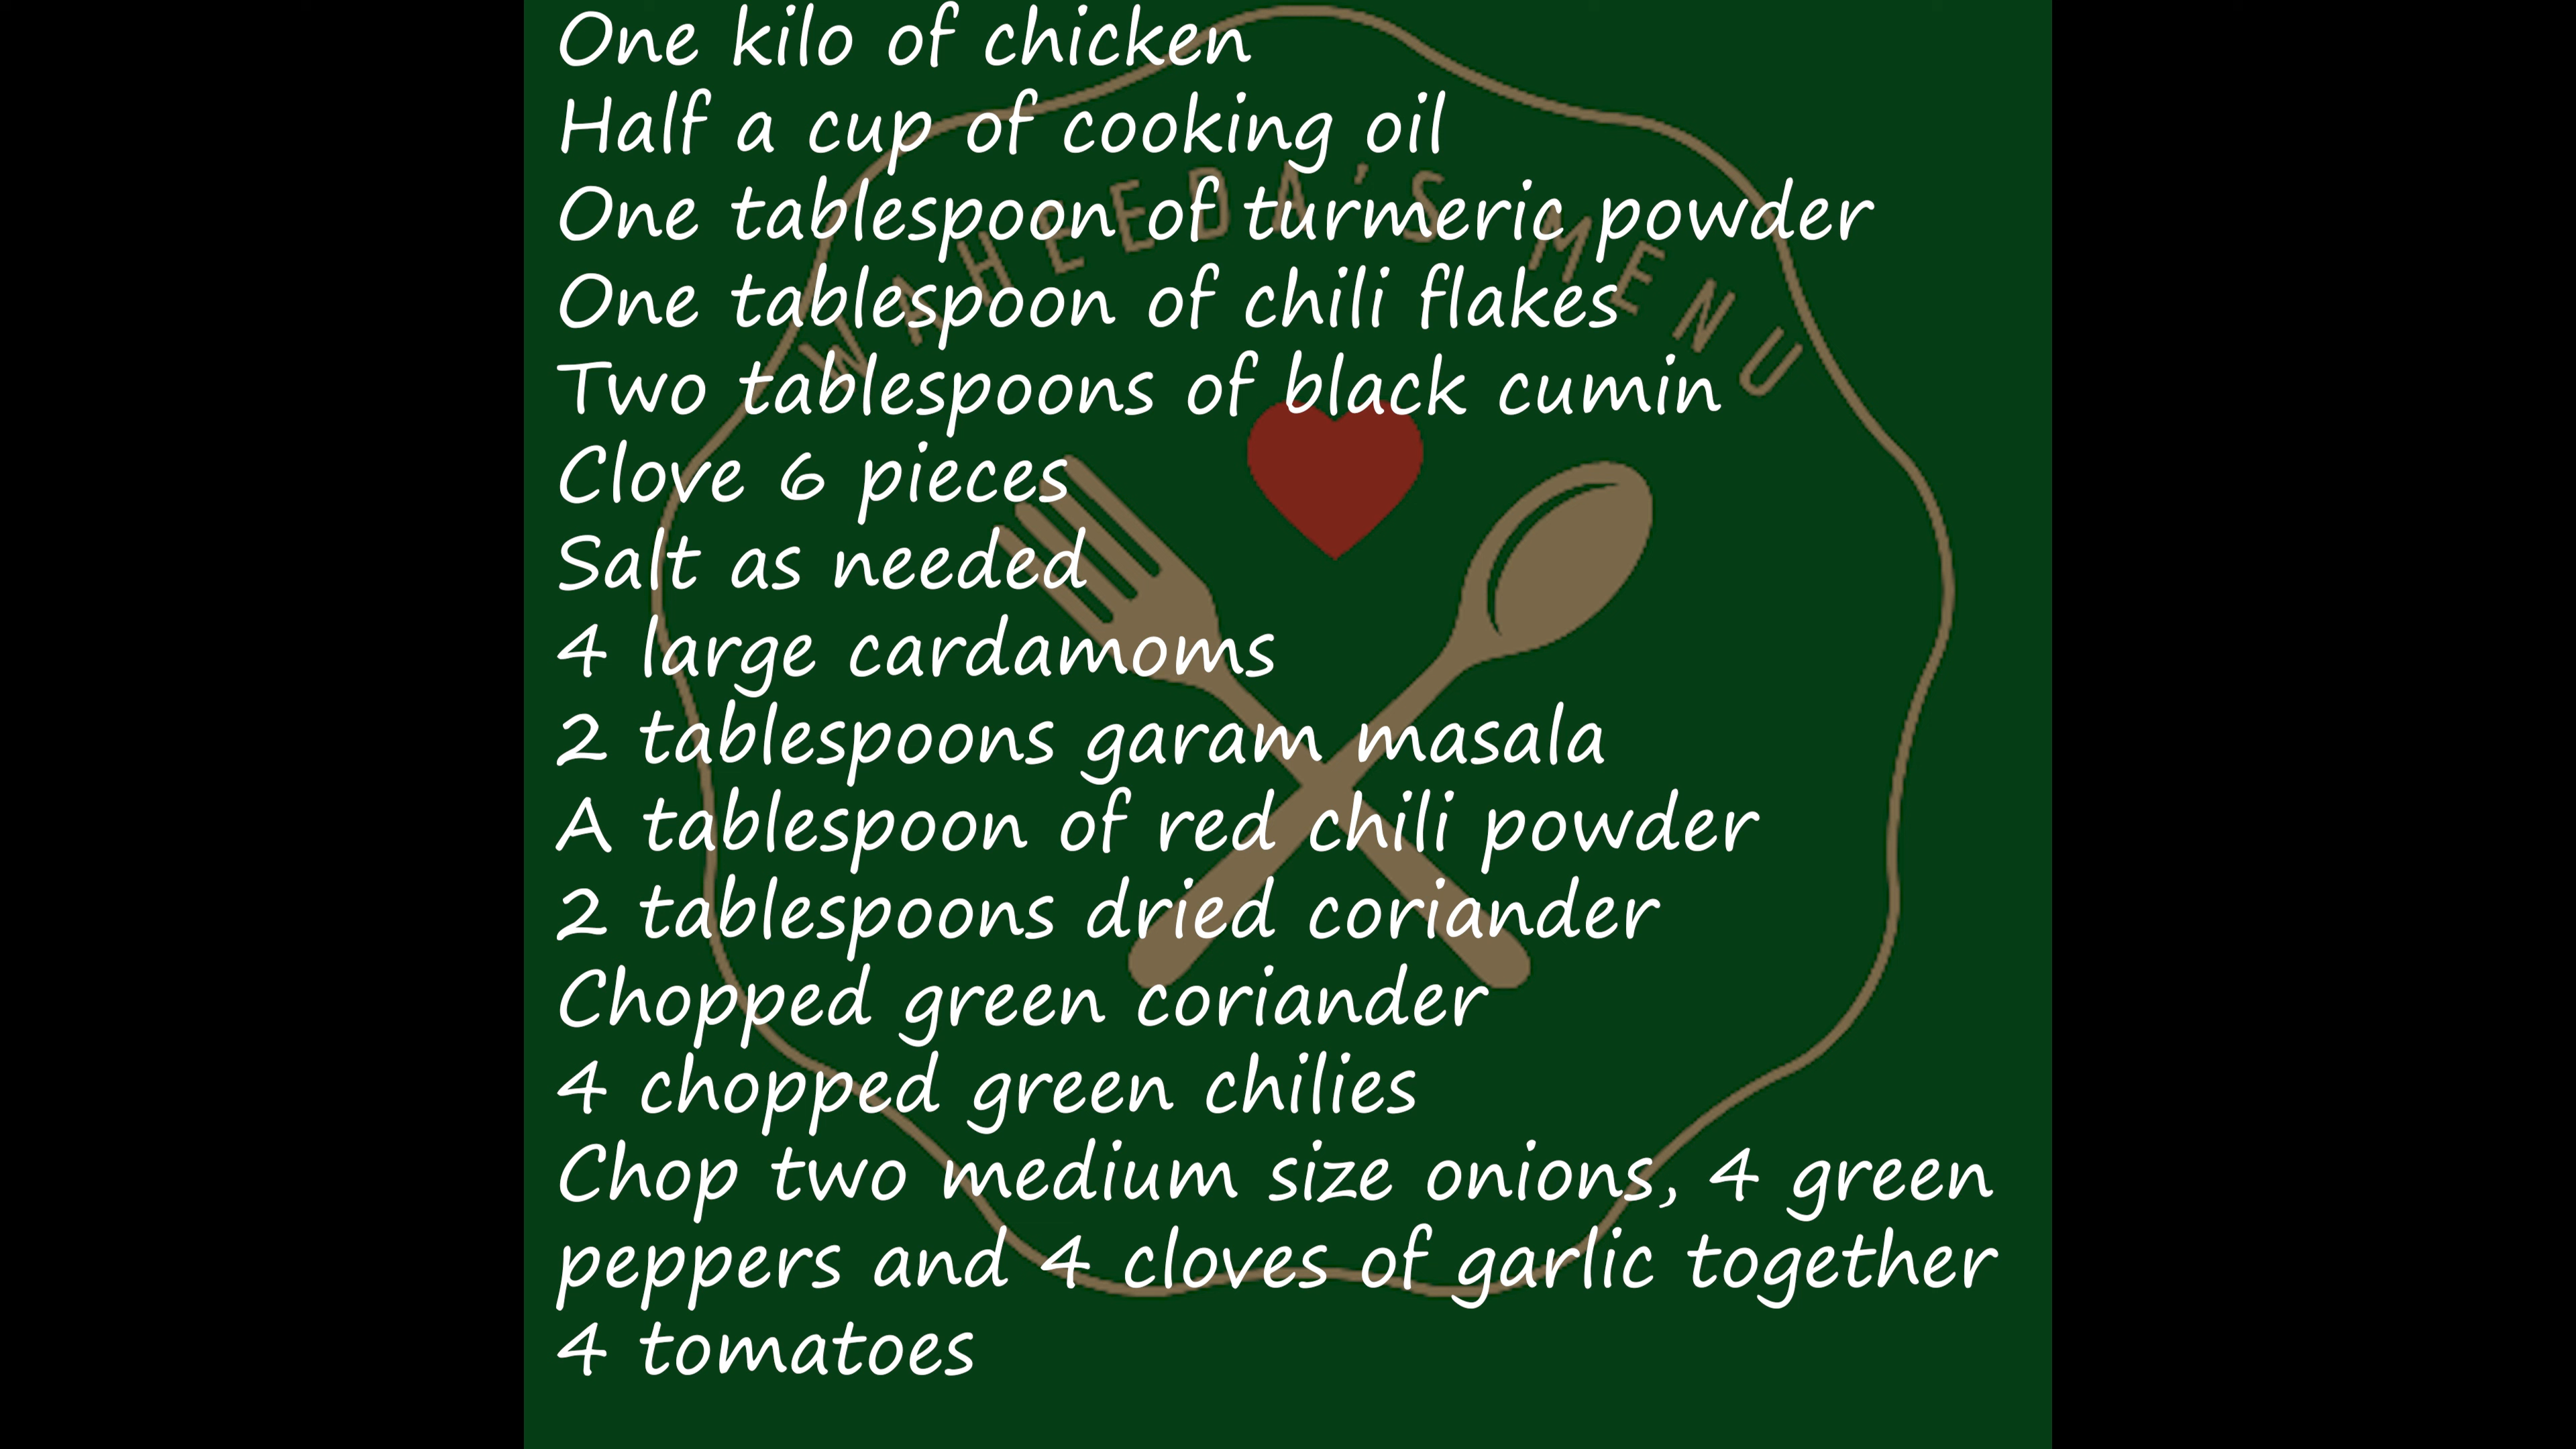 One kilo of chicken
Half a cup of cooking oil
One tablespoon of turmeric powder
One tablespoon of chili flakes
Two tablespoons of black cumin
Clove 6 pieces
Salt as needed
4 large cardamoms
2 tablespoons garam masala
A tablespoon of red chili powder
2 tablespoons dried coriander
Chopped green coriander
4 chopped green chilies
Chop two medium size onions, 4 green
peppers and 4 cloves of garlic together
4 tomatoes
WAHEEDA'S MENU